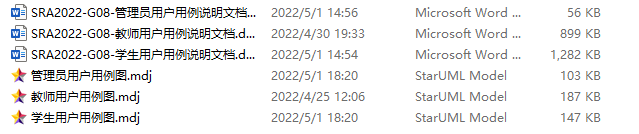 SRA2022-G08-管理员用户用例说明文档... 2022/5/1 14:56 Microsoft Word ... 56 KB
SRA2022-G08-教师用户用例说明文档.d... 2022/4/30 19:33 Microsoft Word ... 899 KB
SRA2022-G08-学生用户用例说明文档.d... 2022/5/1 14:54 Microsoft Word ... 1,282 KB
管理员用户用例图.mdj 2022/5/1 18:20 StarUML Model 103 KB
教师用户用例图.mdj 2022/4/25 12:06 StarUML Model 187 KB
学生用户用例图.mdj 2022/5/1 18:20 StarUML Model 147 KB